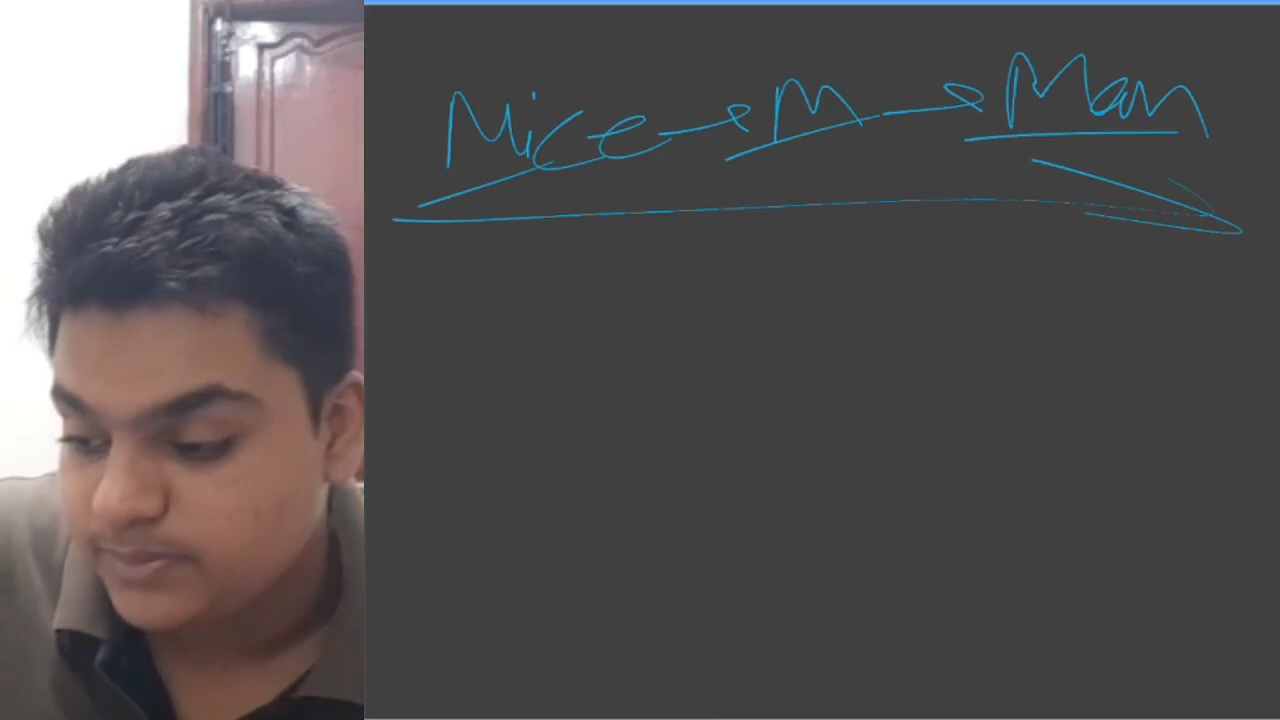 Mice → M → Man